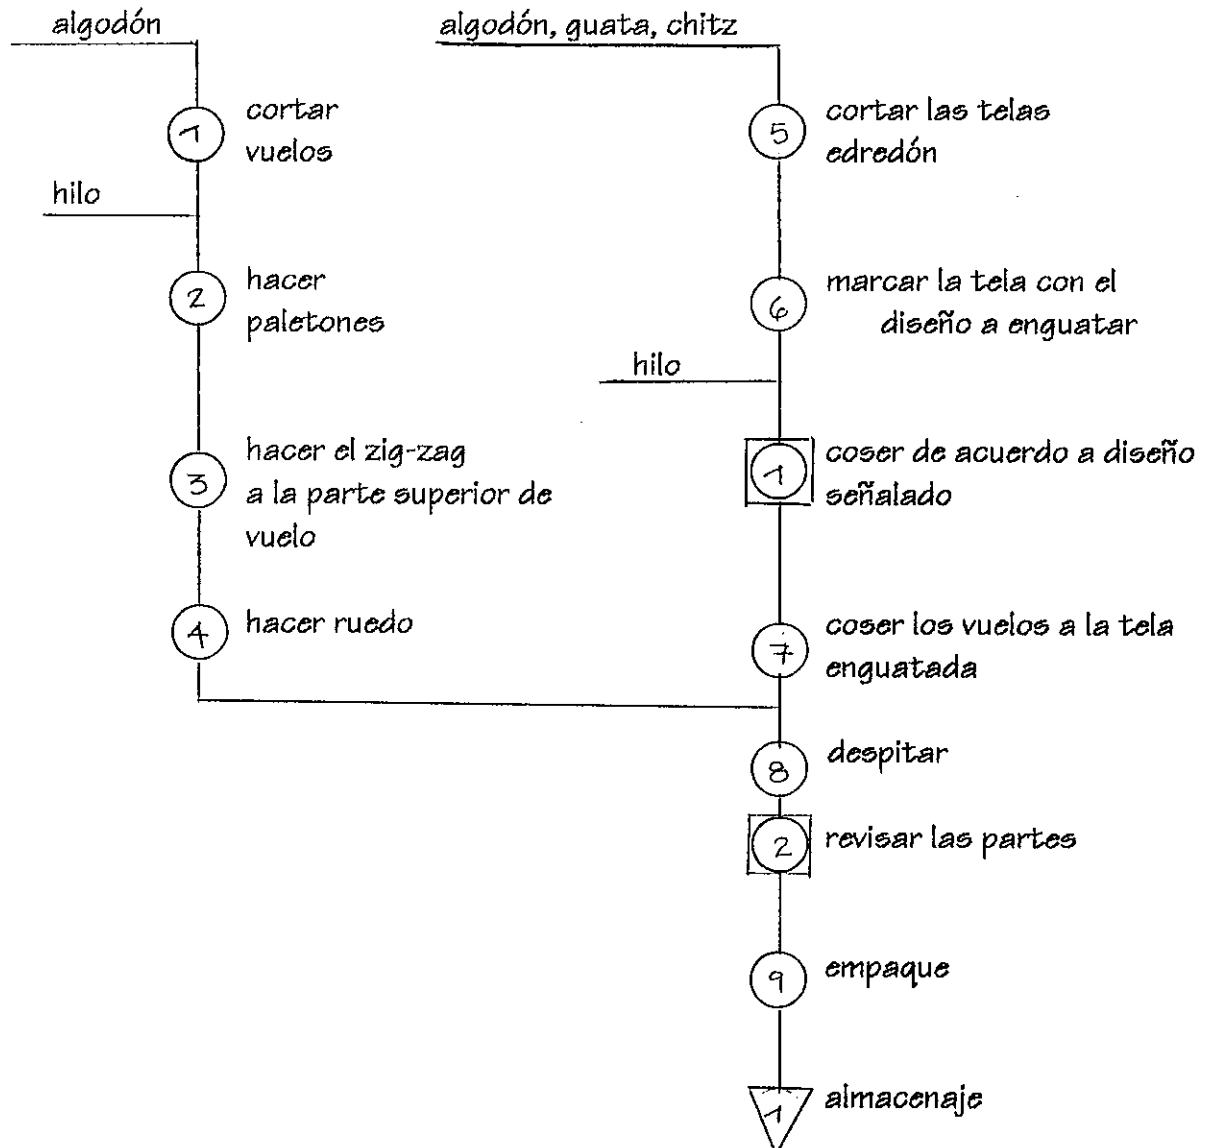 algodón
1
cortar
vuelos
hilo
2
hacer
paletones
3
hacer el zig-zag
a la parte superior de
vuelo
4
hacer ruedo
algodón, guata, chitz
5
cortar las telas
edredón
6
marcar la tela con el
diseño a enguatar
hilo
1
coser de acuerdo a diseño
señalado
7
coser los vuelos a la tela
enguatada
8
despitar
2
revisar las partes
9
empaque
1
almacenaje